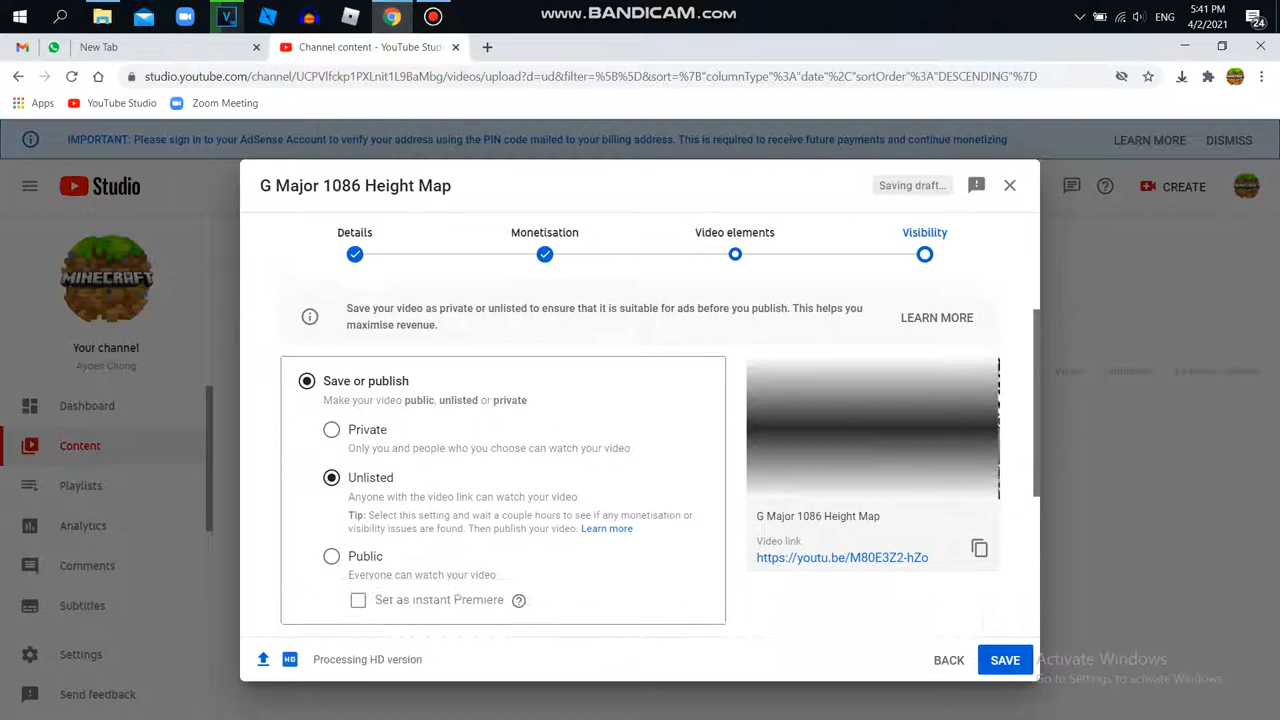 www.BANDICAM.com
5:41 PM
ENG
4/2/2021
24
New Tab
Channel content - YouTube Stud
studio.youtube.com/channel/UCPVlfckp1PXLnit1L9BaMbg/videos/upload?d=ud&filter=%5B%5D&sort=%7B"columnType"%3A"date"%2C"sortOrder"%3A"DESCENDING"%7D
Apps
YouTube Studio
Zoom Meeting
IMPORTANT: Please sign in to your AdSense Account to verify your address using the PIN code mailed to your billing address. This is required to receive future payments and continue monetising
LEARN MORE
DISMISS
Studio
CREATE
G Major 1086 Height Map
Saving draft...
Details
Monetisation
Video elements
Visibility
Save your video as private or unlisted to ensure that it is suitable for ads before you publish. This helps you
maximise revenue.
LEARN MORE
MINECRAFT
Your channel
Ayden Chong
Dashboard
Content
Playlists
Analytics
Comments
Subtitles
Settings
Send feedback
Save or publish
Make your video public, unlisted or private
Private
Only you and people who you choose can watch your video
Unlisted
Anyone with the video link can watch your video
Tip: Select this setting and wait a couple hours to see if any monetisation or
visibility issues are found. Then publish your video. Learn more
Public
Everyone can watch your video
Set as instant Premiere
G Major 1086 Height Map
Video link
https://youtu.be/M80E3Z2-hZo
Processing HD version
BACK
SAVE
Activate Windows
Go to Settings to activate Windows.